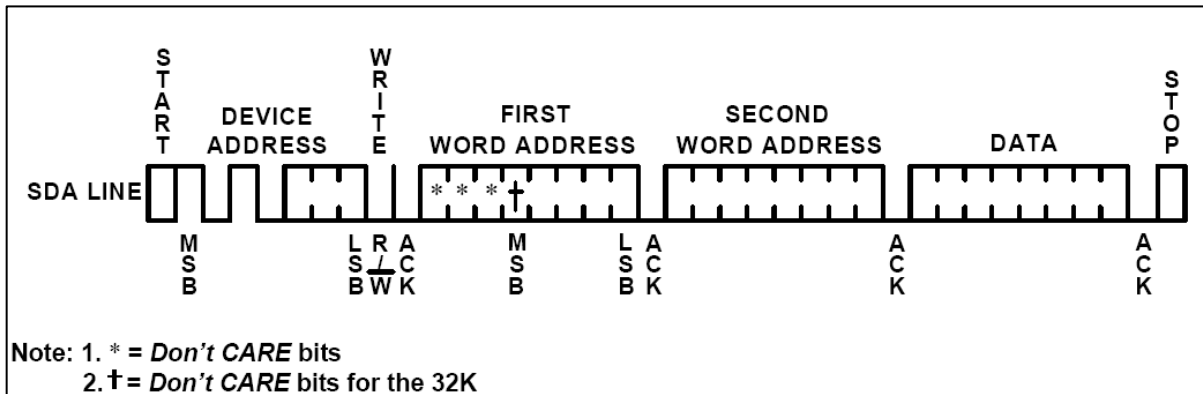 START
WRITE
STOP
DEVICE ADDRESS
FIRST WORD ADDRESS
SECOND WORD ADDRESS
DATA
SDA LINE
* * * †
MSB
LSB
R/W
ACK
MSB
LSB
ACK
ACK
ACK
Note: 1. * = Don't CARE bits
2. † = Don't CARE bits for the 32K